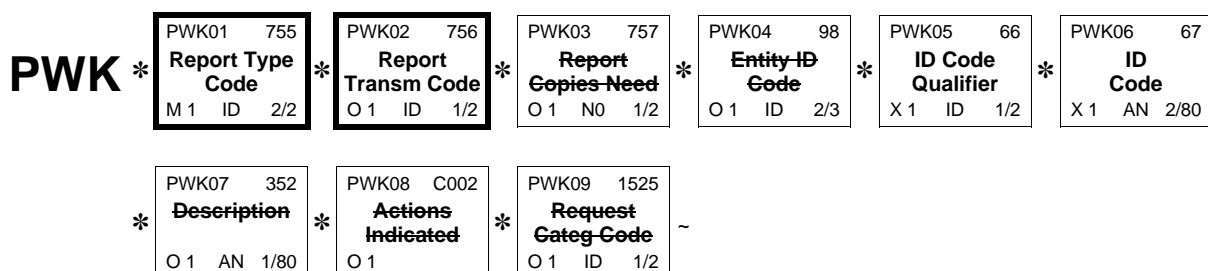 PWK * PWK01 755 * PWK02 756 * PWK03 757 * PWK04 98 * PWK05 66 * PWK06 67
Report Type Report Report Entity ID ID Code ID
Code Transm Code Copies Need Code Qualifier Code
M 1 ID 2/2 O 1 ID 1/2 O 1 N0 1/2 O 1 ID 2/3 X 1 ID 1/2 X 1 AN 2/80
* PWK07 352 * PWK08 C002 * PWK09 1525 ~
Description Actions Request
Indicated Categ Code
O 1 AN 1/80 O 1 O 1 ID 1/2